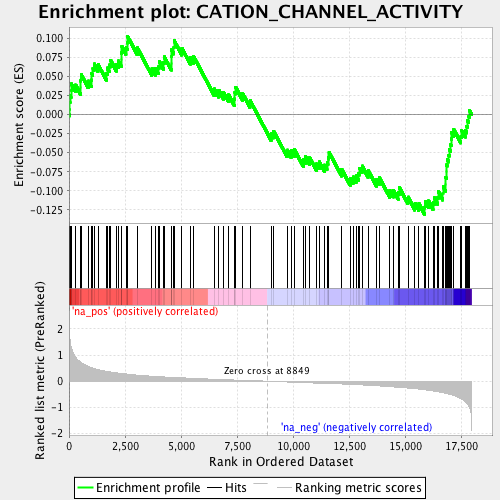 Enrichment plot: CATION_CHANNEL_ACTIVITY
Enrichment score (ES)
0.100
0.075
0.050
0.025
0.000
-0.025
-0.050
-0.075
-0.100
-0.125
'na_pos' (positively correlated)
Ranked list metric (PreRanked)
2
1
0
-1
-2
Zero cross at 8849
'na_neg' (negatively correlated)
0
2,500
5,000
7,500
10,000
12,500
15,000
17,500
Rank in Ordered Dataset
Enrichment profile
Hits
Ranking metric scores